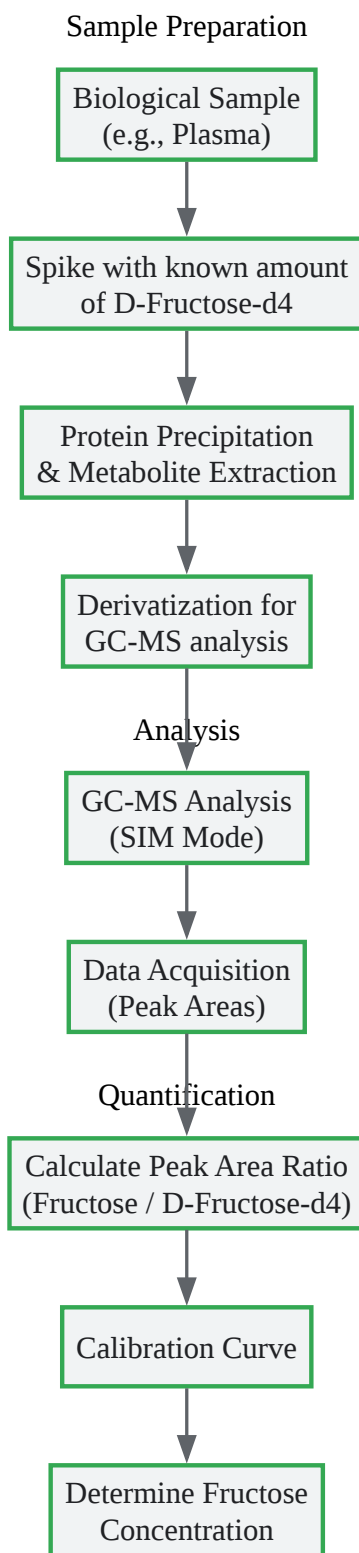 Sample Preparation
Biological Sample
(e.g., Plasma)
Spike with known amount
of D-Fructose-d4
Protein Precipitation
& Metabolite Extraction
Derivatization for
GC-MS analysis
Analysis
GC-MS Analysis
(SIM Mode)
Data Acquisition
(Peak Areas)
Quantification
Calculate Peak Area Ratio
(Fructose / D-Fructose-d4)
Calibration Curve
Determine Fructose
Concentration